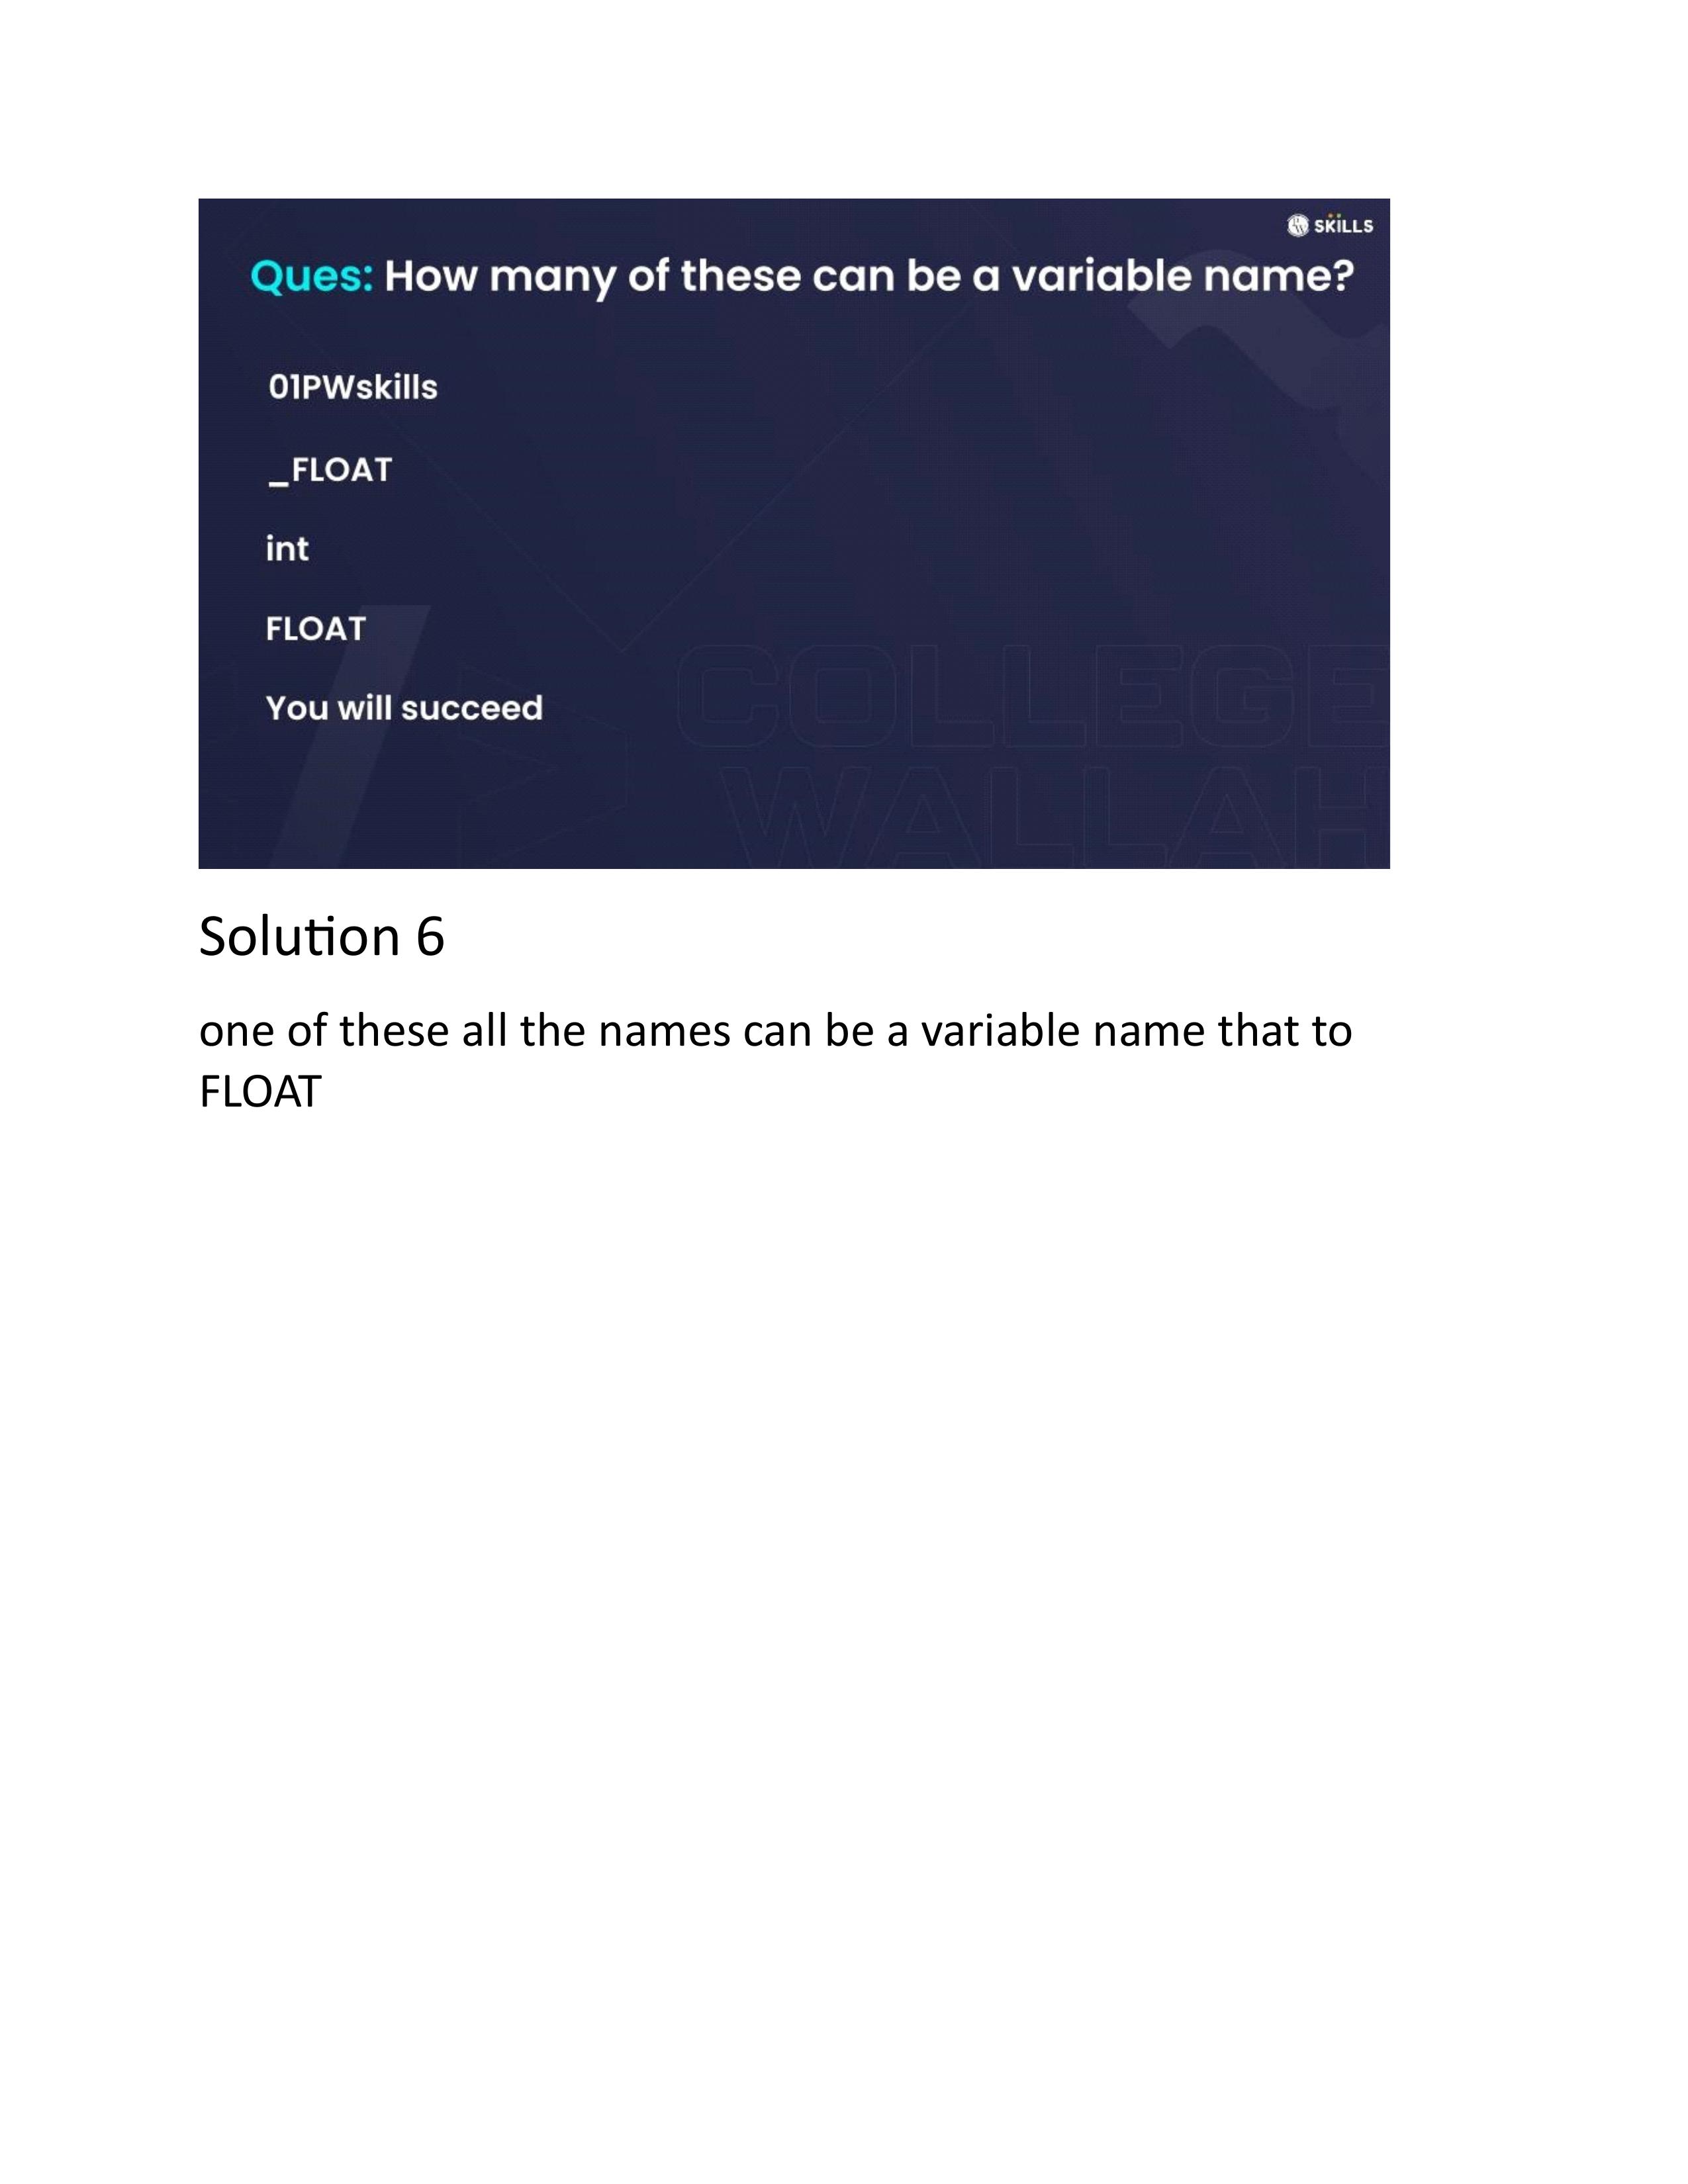 SKILLS
Ques: How many of these can be a variable name?
01PWskills
_FLOAT
int
FLOAT
You will succeed
COLLEGE
WALLAH
Solution 6
one of these all the names can be a variable name that to
FLOAT